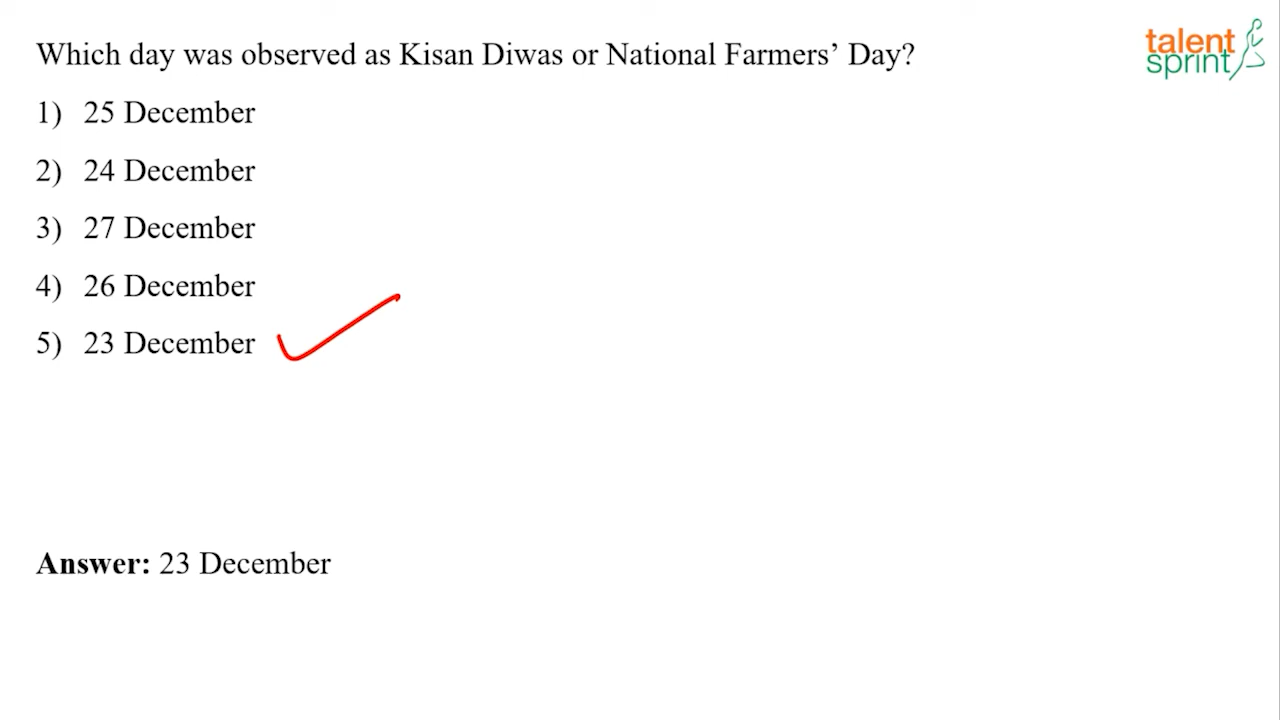 Which day was observed as Kisan Diwas or National Farmers’ Day?
talent
sprint
1) 25 December
2) 24 December
3) 27 December
4) 26 December
5) 23 December
Answer: 23 December